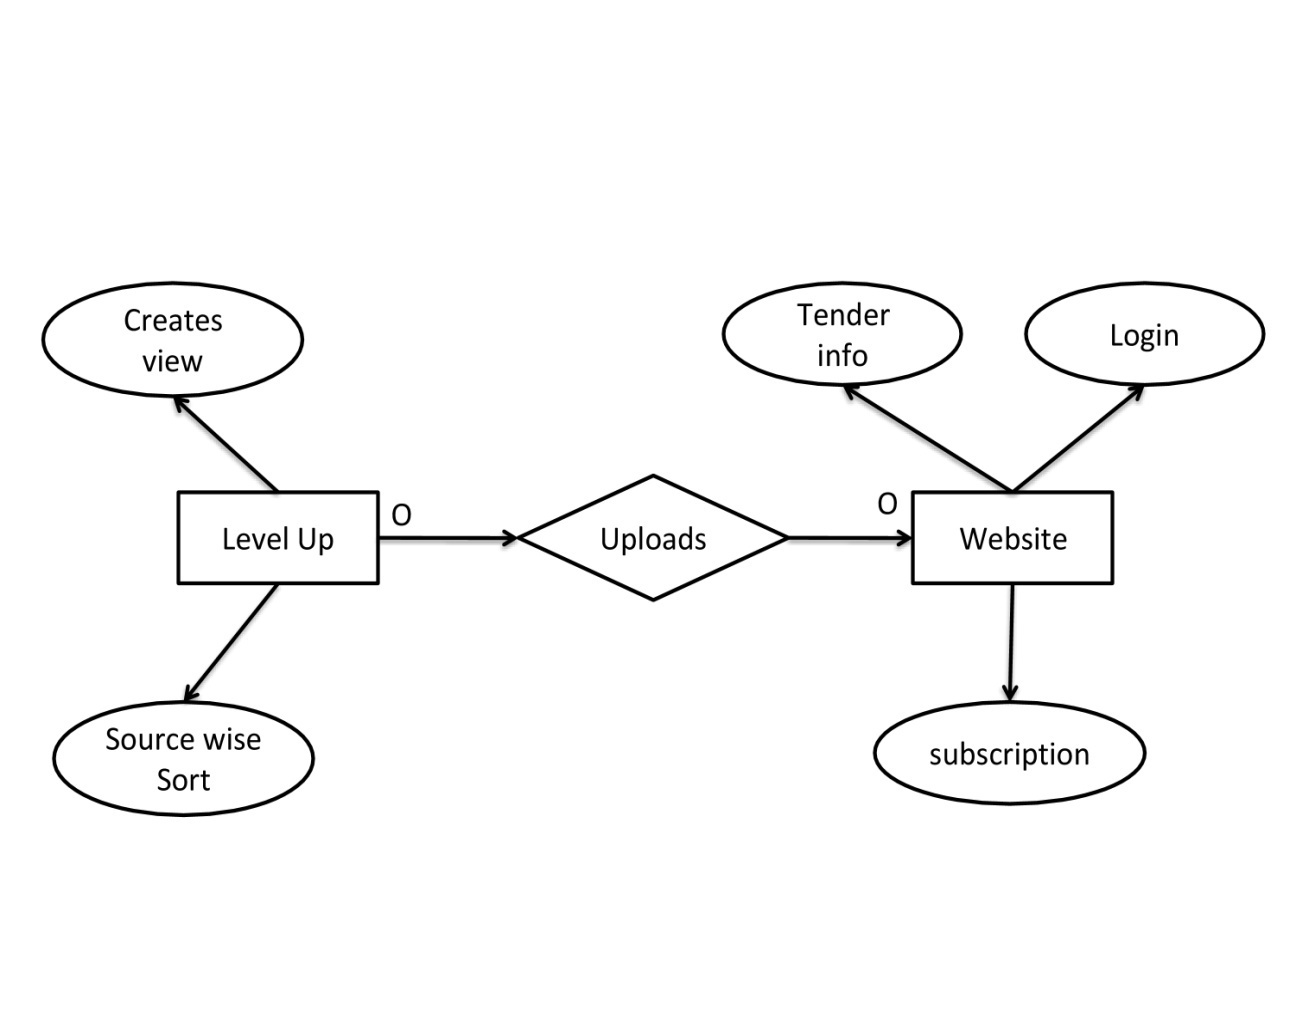 Creates
view
Tender
info
Login
Level Up
O
Uploads
O
Website
Source wise
Sort
subscription